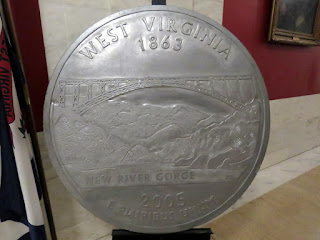 WEST VIRGINIA
1863
NEW RIVER GORGE
2005
E PLURIBUS UNUM